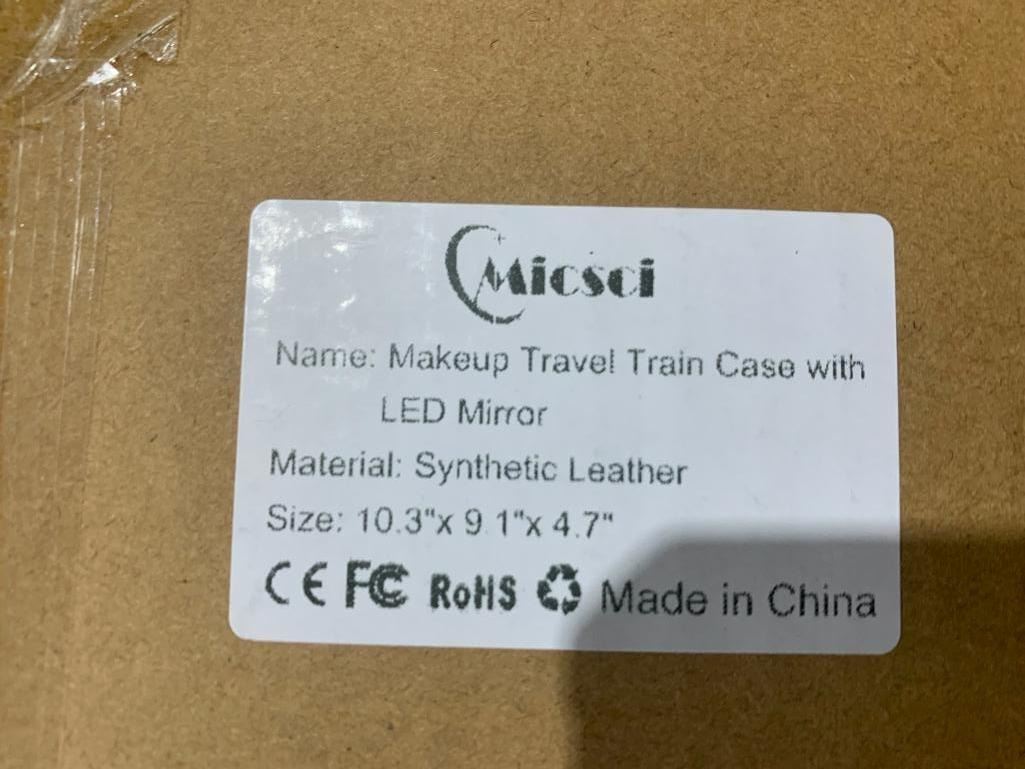 Micsci
Name: Makeup Travel Train Case with
LED Mirror
Material: Synthetic Leather
Size: 10.3"x 9.1"x 4.7"
CE FC RoHS Made in China